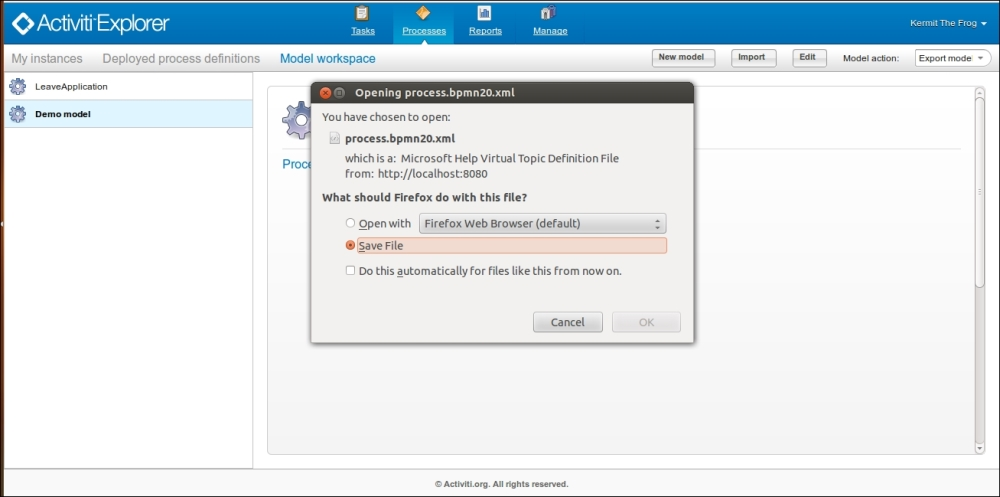 Activiti Explorer
Tasks
Processes
Reports
Manage
Kermit The Frog
My instances
Deployed process definitions
Model workspace
New model
Import
Edit
Model action:
Export mode
LeaveApplication
Demo model
Proce
Opening process.bpmn20.xml
You have chosen to open:
process.bpmn20.xml
which is a: Microsoft Help Virtual Topic Definition File
from: http://localhost:8080
What should Firefox do with this file?
Open with
Firefox Web Browser (default)
Save File
Do this automatically for files like this from now on.
Cancel
OK
© Activiti.org. All rights reserved.